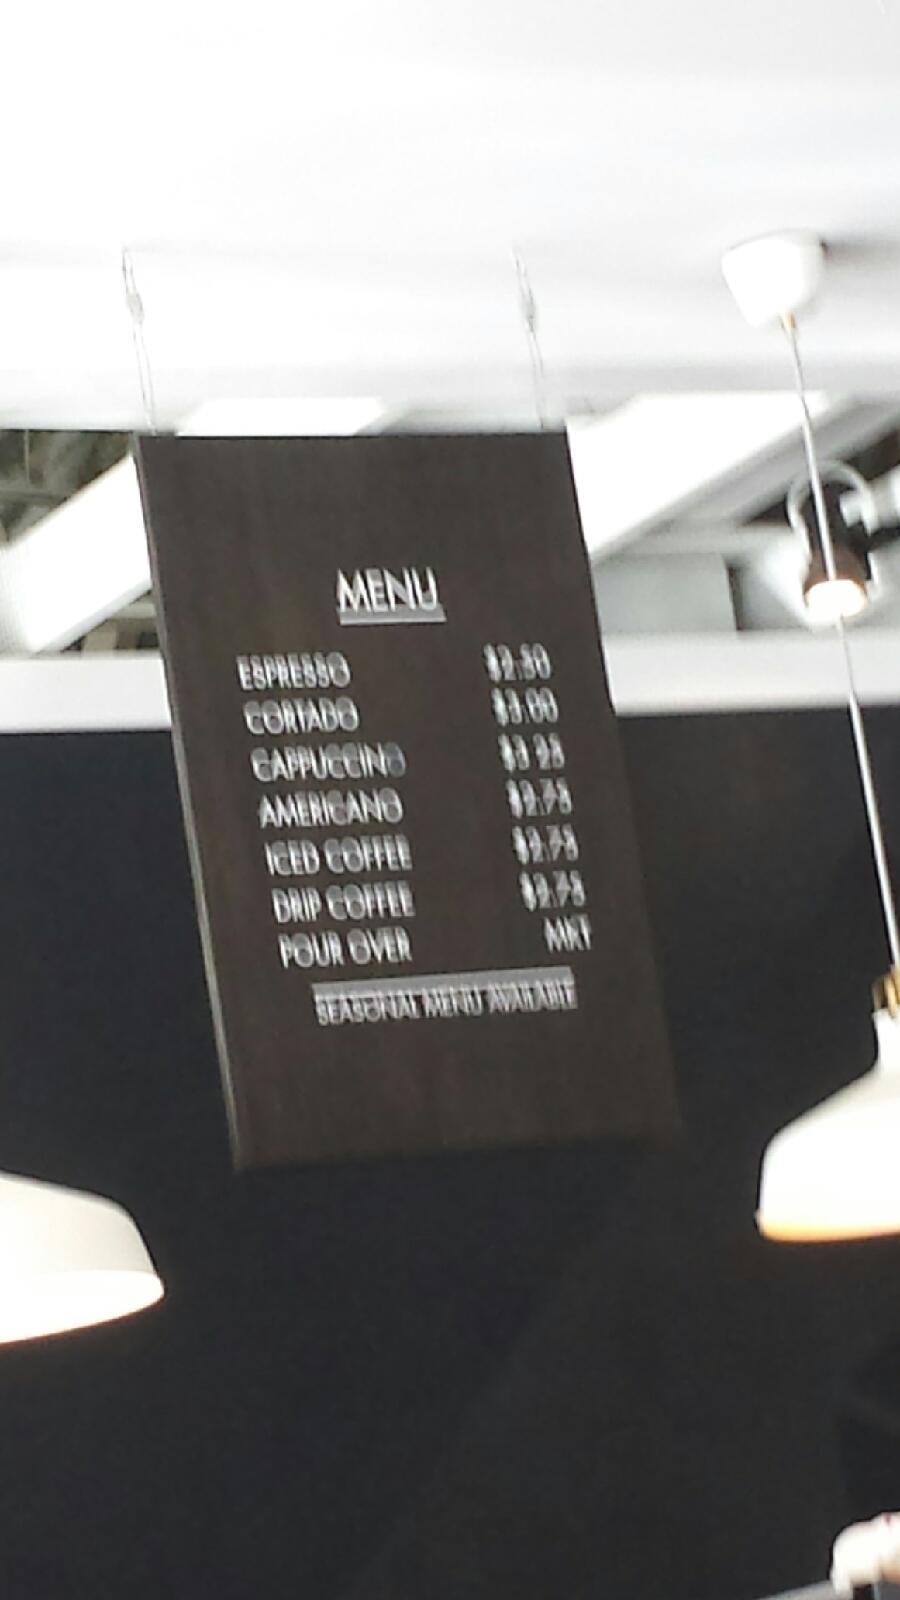 MENU
ESPRESSO $2.50
CORTADO $3.00
CAPPUCCINO $3.25
AMERICANO $2.75
ICED COFFEE $2.75
DRIP COFFEE $2.75
POUR OVER MKT
SEASONAL MENU AVAILABLE